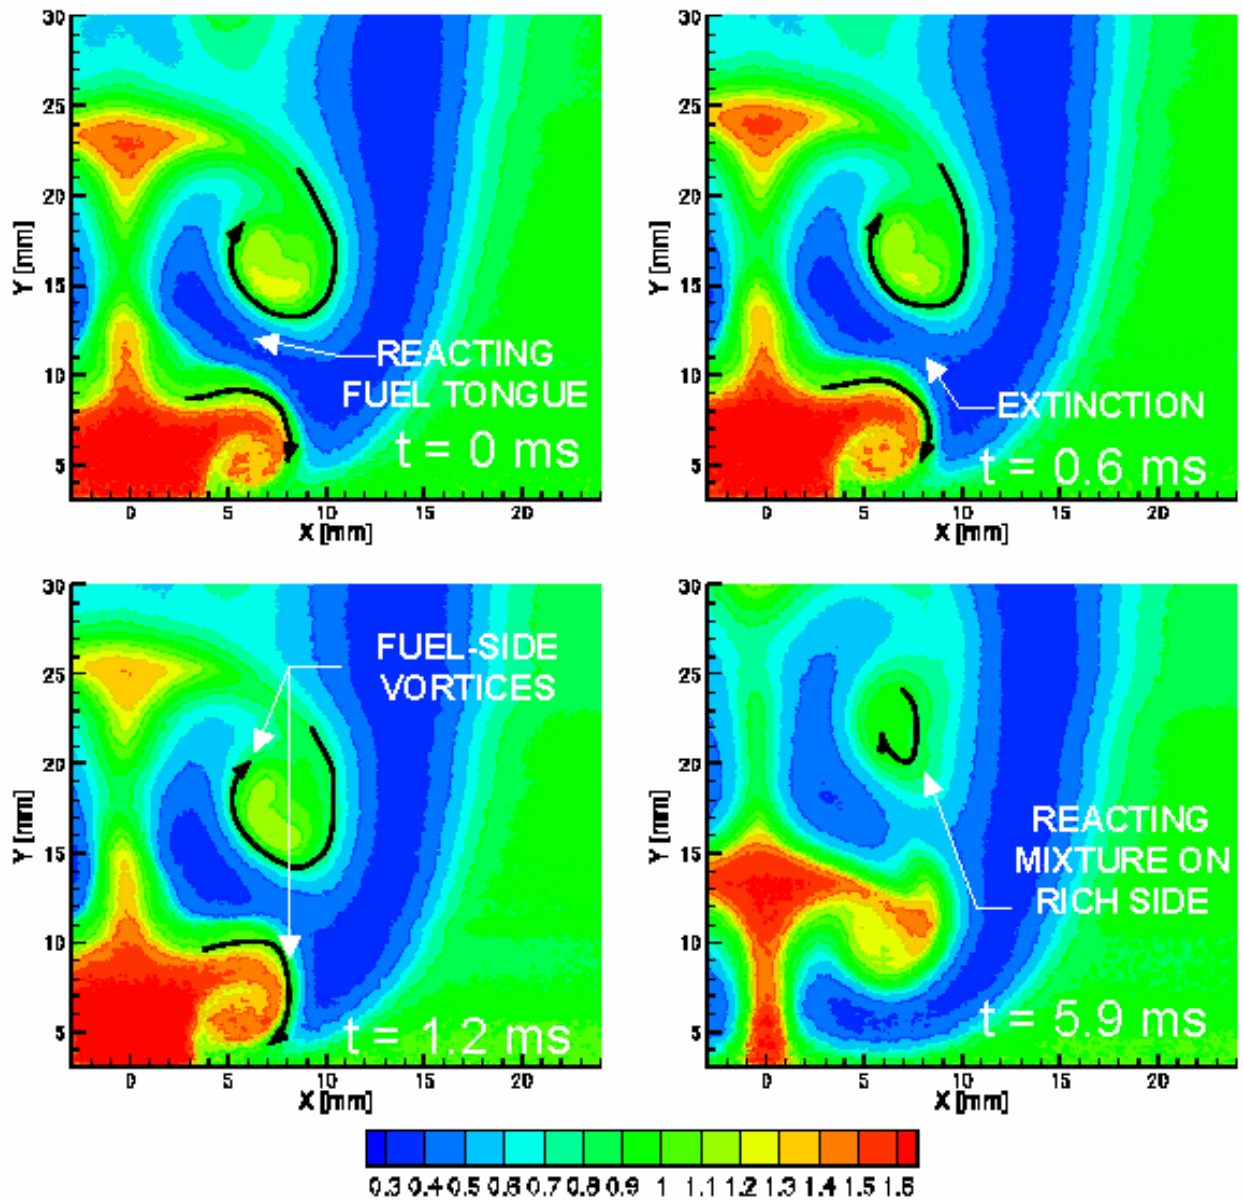 30
25
20
15
10
5
Y [mm]
0
5
10
15
20
X [mm]
REACTING
FUEL TONGUE
t = 0 ms
30
25
20
15
10
5
Y [mm]
0
5
10
15
20
X [mm]
EXTINCTION
t = 0.6 ms
30
25
20
15
10
5
Y [mm]
0
5
10
15
20
X [mm]
FUEL-SIDE
VORTICES
t = 1.2 ms
30
25
20
15
10
5
Y [mm]
0
5
10
15
20
X [mm]
REACTING
MIXTURE ON
RICH SIDE
t = 5.9 ms
0.3 0.4 0.5 0.6 0.7 0.8 0.9 1 1.1 1.2 1.3 1.4 1.5 1.6